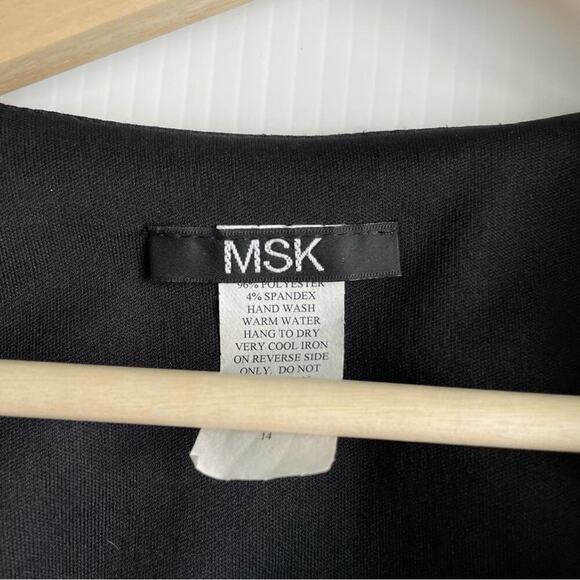 MSK
96% POLYESTER
4% SPANDEX
HAND WASH
WARM WATER
HANG TO DRY
VERY COOL IRON
ON REVERSE SIDE
ONLY. DO NOT
14